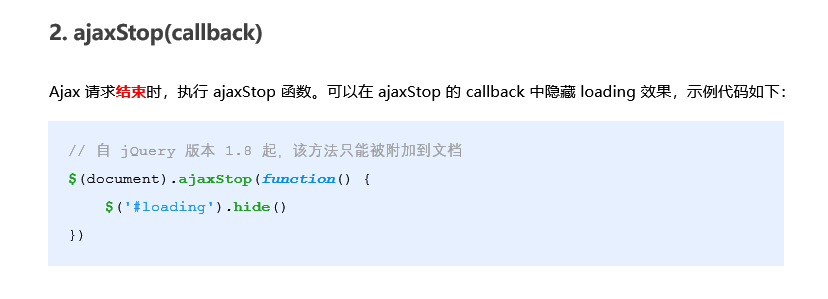 2. ajaxStop(callback)
Ajax 请求结束时，执行 ajaxStop 函数。可以在 ajaxStop 的 callback 中隐藏 loading 效果，示例代码如下：
// 自 jQuery 版本 1.8 起，该方法只能被附加到文档
$(document).ajaxStop(function() {
    $('#loading').hide()
})